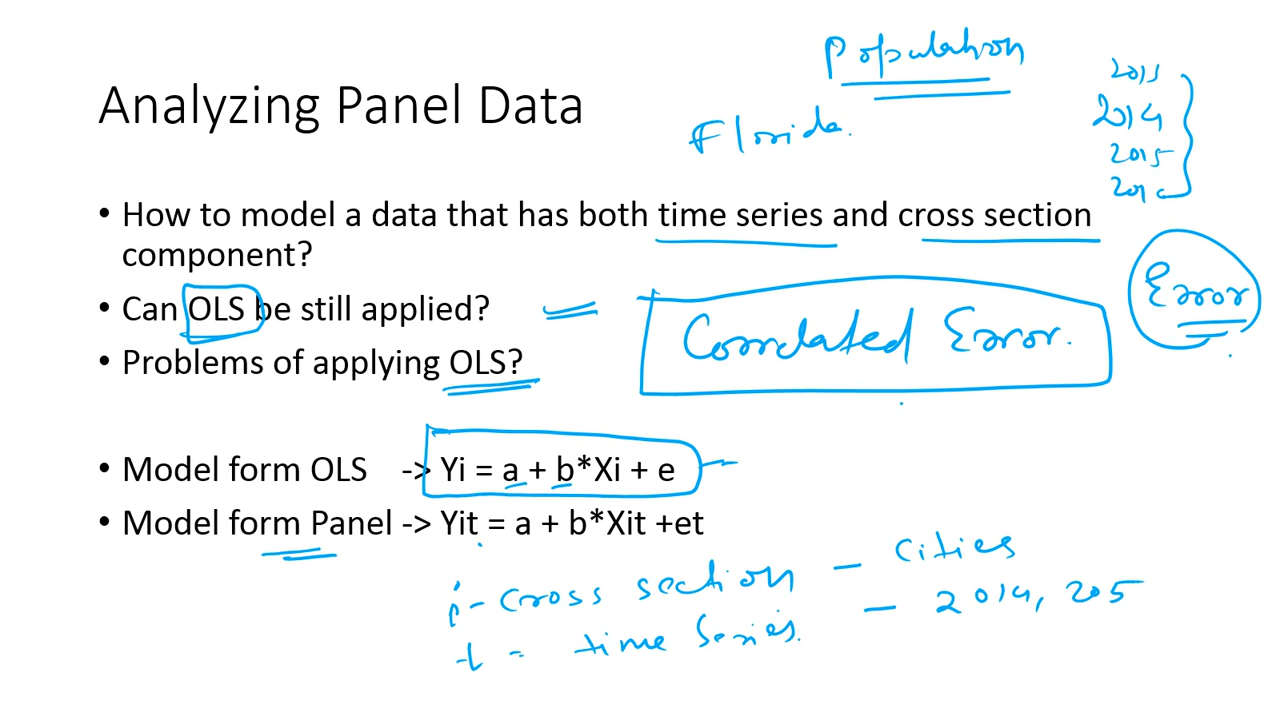 Population
Analyzing Panel Data
Florida.
2013
2014
2015
• How to model a data that has both time series and cross section
component?
• Can OLS be still applied?
Correlated Error.
Error
• Problems of applying OLS?
• Model form OLS -> Yi = a + b*Xi + e
• Model form Panel -> Yit = a + b*Xit +et
i - cross section - cities
t = time series. - 2014, 205